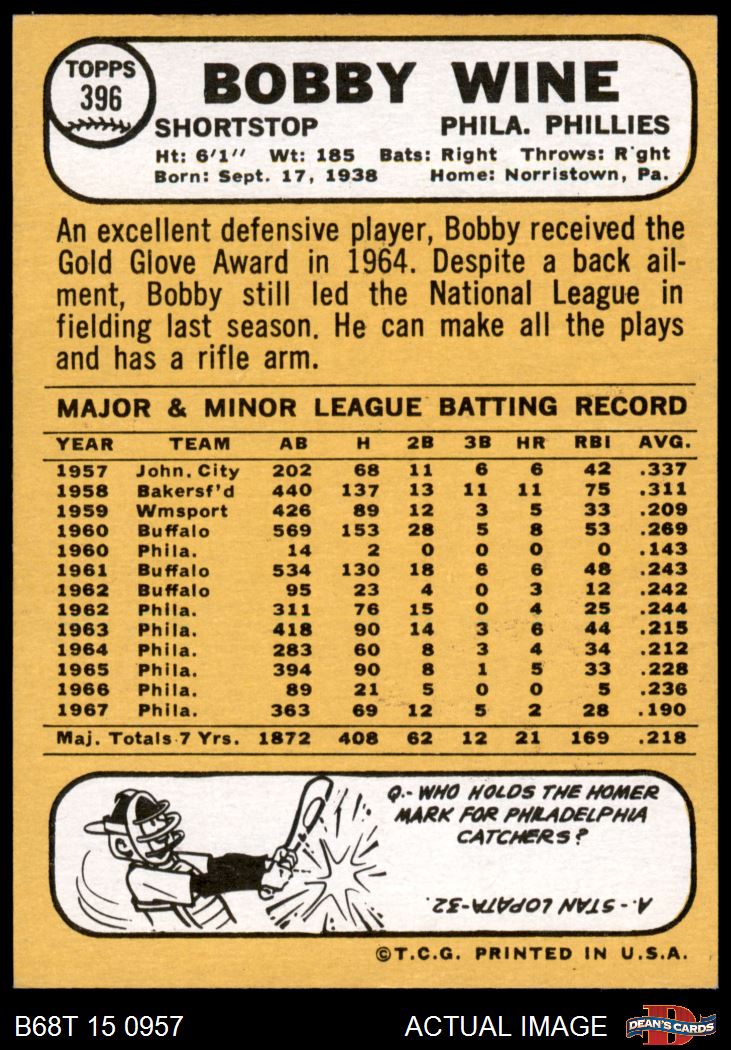 TOPPS
396
BOBBY WINE
SHORTSTOP PHILA. PHILLIES
Ht: 6'1" Wt: 185 Bats: Right Throws: R ght
Born: Sept. 17, 1938 Home: Norristown, Pa.
An excellent defensive player, Bobby received the
Gold Glove Award in 1964. Despite a back ail-
ment, Bobby still led the National League in
fielding last season. He can make all the plays
and has a rifle arm.
MAJOR & MINOR LEAGUE BATTING RECORD
YEAR TEAM AB H 2B 3B HR RBI AVG.
1957 John. City 202 68 11 6 6 42 .337
1958 Bakersf'd 440 137 13 11 11 75 .311
1959 Wmsport 426 89 12 3 5 33 .209
1960 Buffalo 569 153 28 5 8 53 .269
1960 Phila. 14 2 0 0 0 0 .143
1961 Buffalo 534 130 18 6 6 48 .243
1962 Buffalo 95 23 4 0 3 12 .242
1962 Phila. 311 76 15 0 4 25 .244
1963 Phila. 418 90 14 3 6 44 .215
1964 Phila. 283 60 8 3 4 34 .212
1965 Phila. 394 90 8 1 5 33 .228
1966 Phila. 89 21 5 0 0 5 .236
1967 Phila. 363 69 12 5 2 28 .190
Maj. Totals 7 Yrs. 1872 408 62 12 21 169 .218
Q.- WHO HOLDS THE HOMER
MARK FOR PHILADELPHIA
CATCHERS?
A.- STAN LOPATA-32.
©T.C.G. PRINTED IN U.S.A.
B68T 15 0957 ACTUAL IMAGE D DEAN'S CARDS